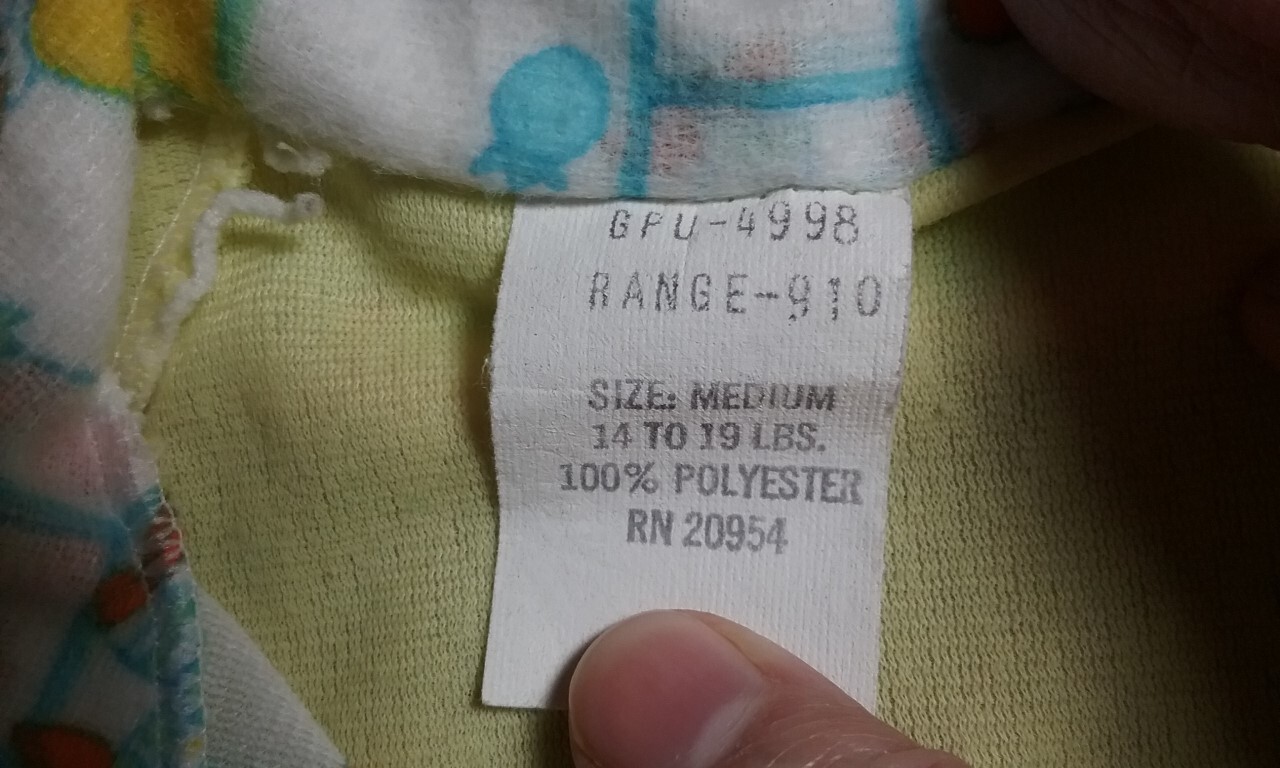 GPU-4998
RANGE-910
SIZE: MEDIUM
14 TO 19 LBS.
100% POLYESTER
RN 20954